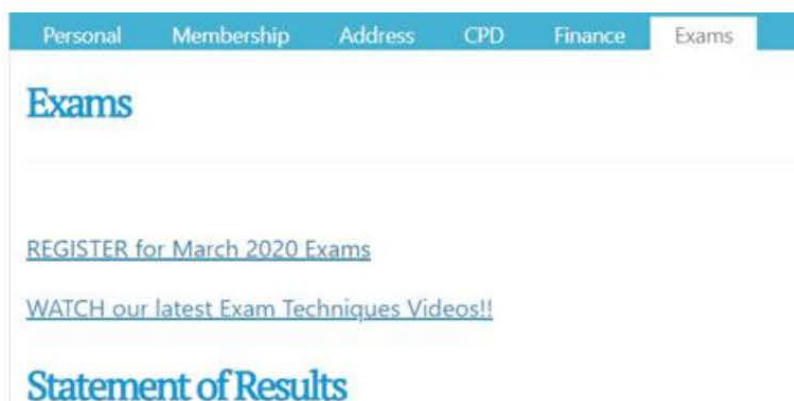 Personal Membership Address CPD Finance Exams
Exams
REGISTER for March 2020 Exams
WATCH our latest Exam Techniques Videos!!
Statement of Results